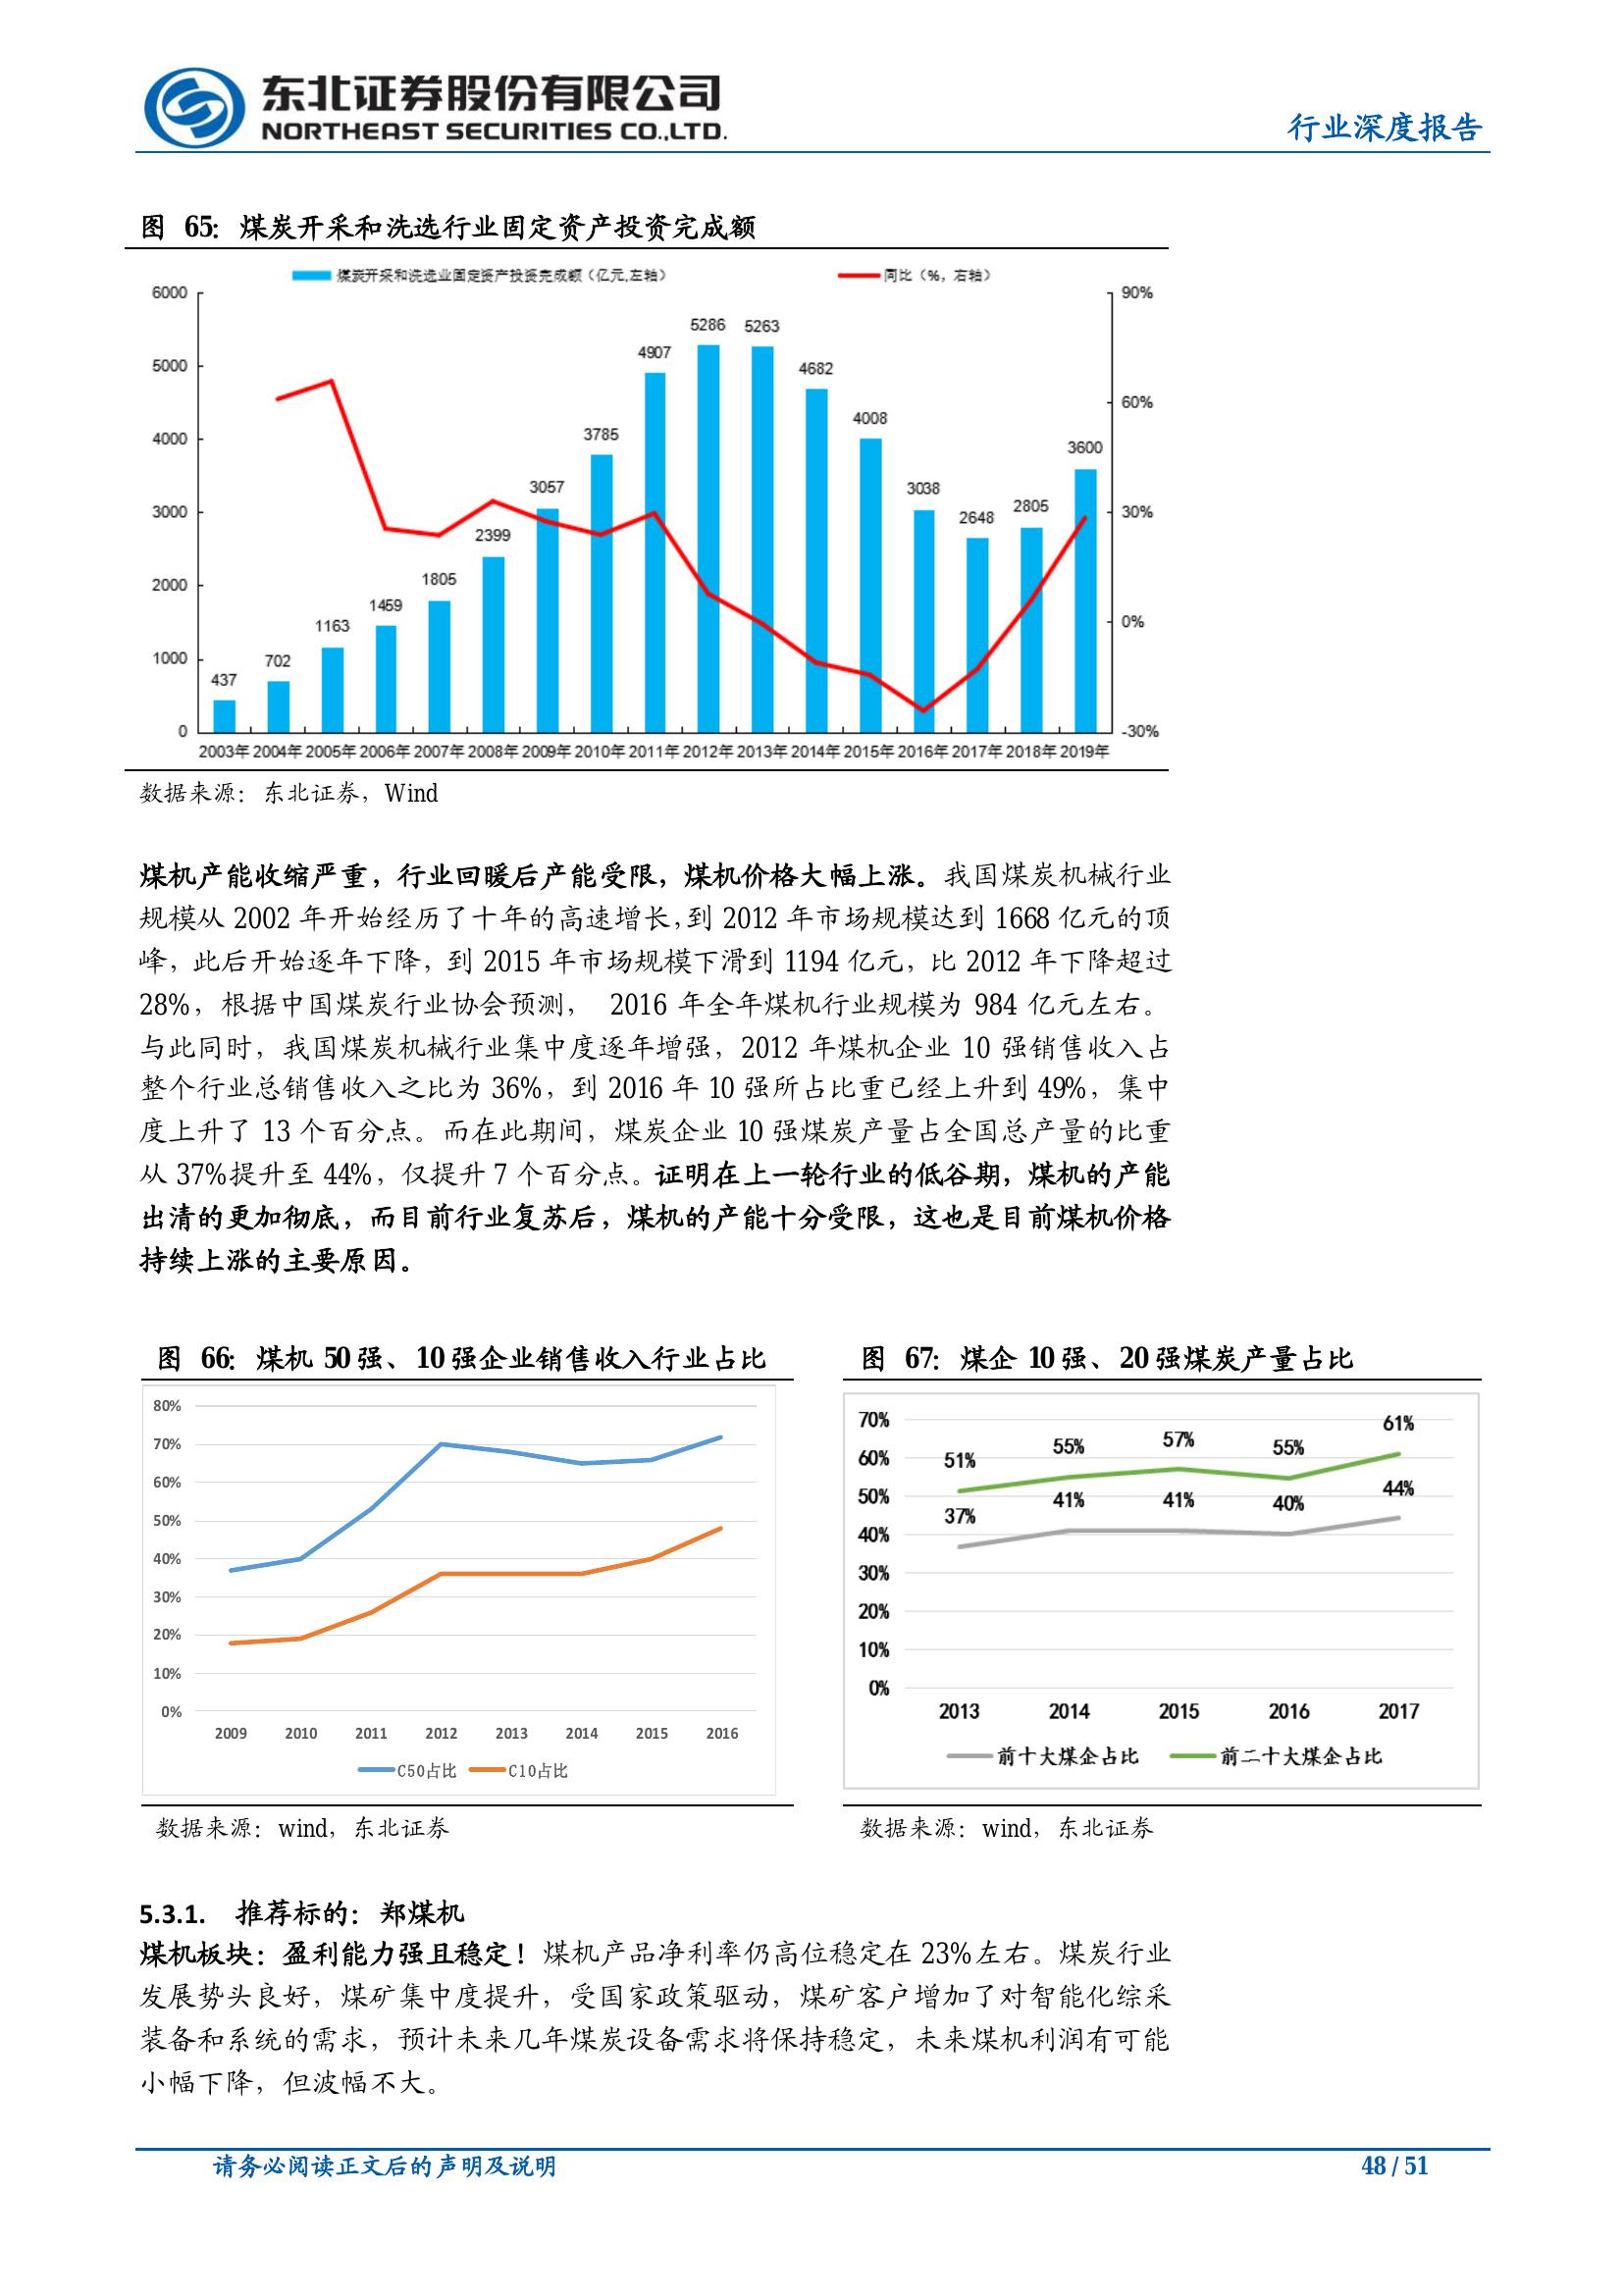 东北证券股份有限公司
NORTHEAST SECURITIES CO.,LTD.
行业深度报告
图 65：煤炭开采和洗选行业固定资产投资完成额
煤炭开采和洗选业固定资产投资完成额（亿元,左轴）
同比（%，右轴）
6000
5000
4000
3000
2000
1000
0
90%
60%
30%
0%
-30%
437
702
1163
1459
1805
2399
3057
3785
4907
5286
5263
4682
4008
3038
2648
2805
3600
2003年 2004年 2005年 2006年 2007年 2008年 2009年 2010年 2011年 2012年 2013年 2014年 2015年 2016年 2017年 2018年 2019年
数据来源：东北证券，Wind
煤机产能收缩严重，行业回暖后产能受限，煤机价格大幅上涨。我国煤炭机械行业
规模从 2002 年开始经历了十年的高速增长，到 2012 年市场规模达到 1668 亿元的顶
峰，此后开始逐年下降，到 2015 年市场规模下滑到 1194 亿元，比 2012 年下降超过
28%，根据中国煤炭行业协会预测， 2016 年全年煤机行业规模为 984 亿元左右。
与此同时，我国煤炭机械行业集中度逐年增强，2012 年煤机企业 10 强销售收入占
整个行业总销售收入之比为 36%，到 2016 年 10 强所占比重已经上升到 49%，集中
度上升了 13 个百分点。而在此期间，煤炭企业 10 强煤炭产量占全国总产量的比重
从 37%提升至 44%，仅提升 7 个百分点。证明在上一轮行业的低谷期，煤机的产能
出清的更加彻底，而目前行业复苏后，煤机的产能十分受限，这也是目前煤机价格
持续上涨的主要原因。
图 66：煤机 50 强、10 强企业销售收入行业占比
80%
70%
60%
50%
40%
30%
20%
10%
0%
2009 2010 2011 2012 2013 2014 2015 2016
C50占比 C10占比
数据来源：wind，东北证券
图 67：煤企 10 强、20 强煤炭产量占比
70%
60%
50%
40%
30%
20%
10%
0%
51% 55% 57% 55% 61%
37% 41% 41% 40% 44%
2013 2014 2015 2016 2017
前十大煤企占比 前二十大煤企占比
数据来源：wind，东北证券
5.3.1. 推荐标的：郑煤机
煤机板块：盈利能力强且稳定！煤机产品净利率仍高位稳定在 23%左右。煤炭行业
发展势头良好，煤矿集中度提升，受国家政策驱动，煤矿客户增加了对智能化综采
装备和系统的需求，预计未来几年煤炭设备需求将保持稳定，未来煤机利润有可能
小幅下降，但波幅不大。
请务必阅读正文后的声明及说明
48 / 51